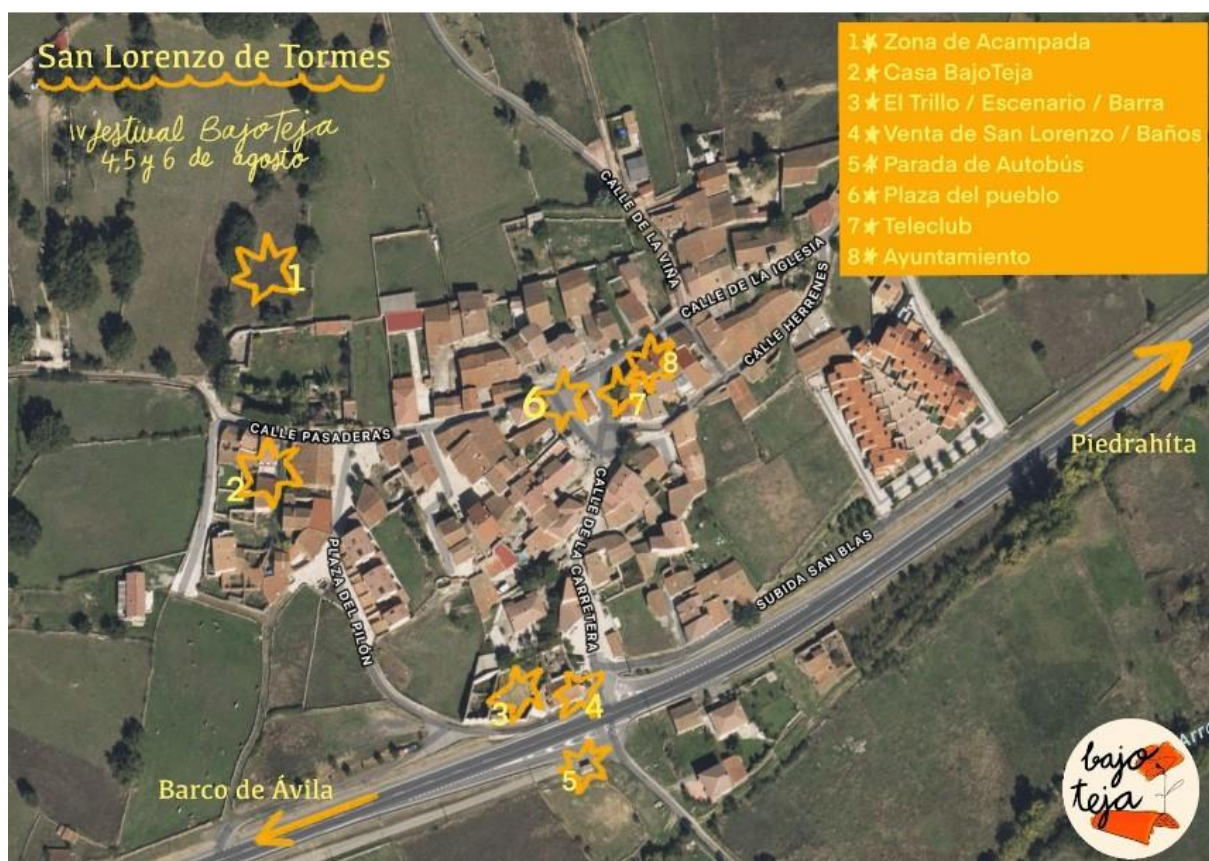 San Lorenzo de Tormes
IV festival BajoTeja
4,5 y 6 de agosto
1 Zona de Acampada
2 Casa BajoTeja
3 El Trillo / Escenario / Barra
4 Venta de San Lorenzo / Baños
5 Parada de Autobús
6 Plaza del pueblo
7 Teleclub
8 Ayuntamiento
CALLE DE LA VIÑA
CALLE DE LA IGLESIA
CALLE HERRENES
1
8
7
6
CALLE PASADERAS
2
Piedrahíta
CALLE DE LA CARRETERA
PLAZA DEL PILÓN
SUBIDA SAN BLAS
3
4
5
Barco de Ávila
Arro
bajo
teja